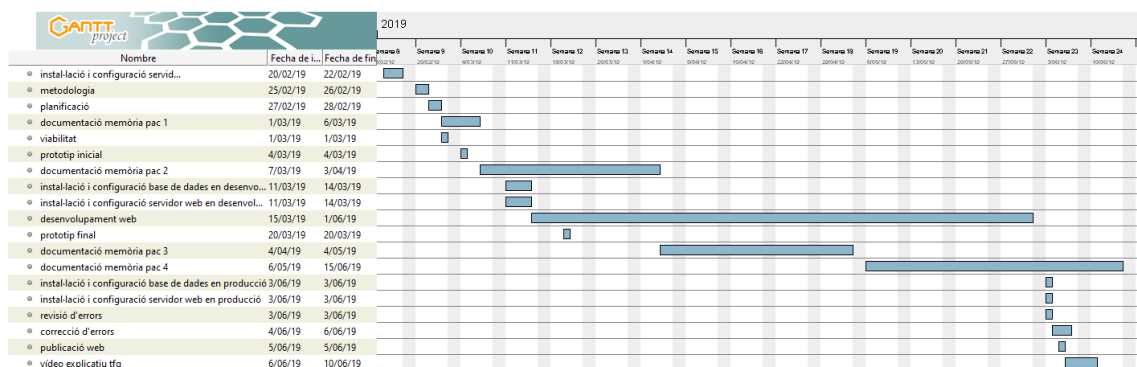 GANTT project
2019
Semana 8 Semana 9 Semana 10 Semana 11 Semana 12 Semana 13 Semana 14 Semana 15 Semana 16 Semana 17 Semana 18 Semana 19 Semana 20 Semana 21 Semana 22 Semana 23 Semana 24
Nombre Fecha de i... Fecha de fin
instal·lació i configuració servid... 20/02/19 22/02/19
metodologia 25/02/19 26/02/19
planificació 27/02/19 28/02/19
documentació memòria pac 1 1/03/19 6/03/19
viabilitat 1/03/19 1/03/19
prototip inicial 4/03/19 4/03/19
documentació memòria pac 2 7/03/19 3/04/19
instal·lació i configuració base de dades en desenvo... 11/03/19 14/03/19
instal·lació i configuració servidor web en desenvol... 11/03/19 14/03/19
desenvolupament web 15/03/19 1/06/19
prototip final 20/03/19 20/03/19
documentació memòria pac 3 4/04/19 4/05/19
documentació memòria pac 4 6/05/19 15/06/19
instal·lació i configuració base de dades en producció 3/06/19 3/06/19
instal·lació i configuració servidor web en producció 3/06/19 3/06/19
revisió d'errors 3/06/19 3/06/19
correcció d'errors 4/06/19 6/06/19
publicació web 5/06/19 5/06/19
vídeo explicatiu tfg 6/06/19 10/06/19